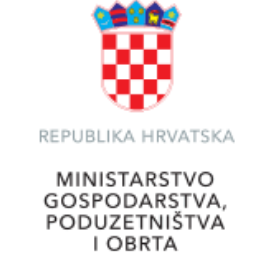 REPUBLIKA HRVATSKA
MINISTARSTVO
GOSPODARSTVA,
PODUZETNIŠTVA
I OBRTA